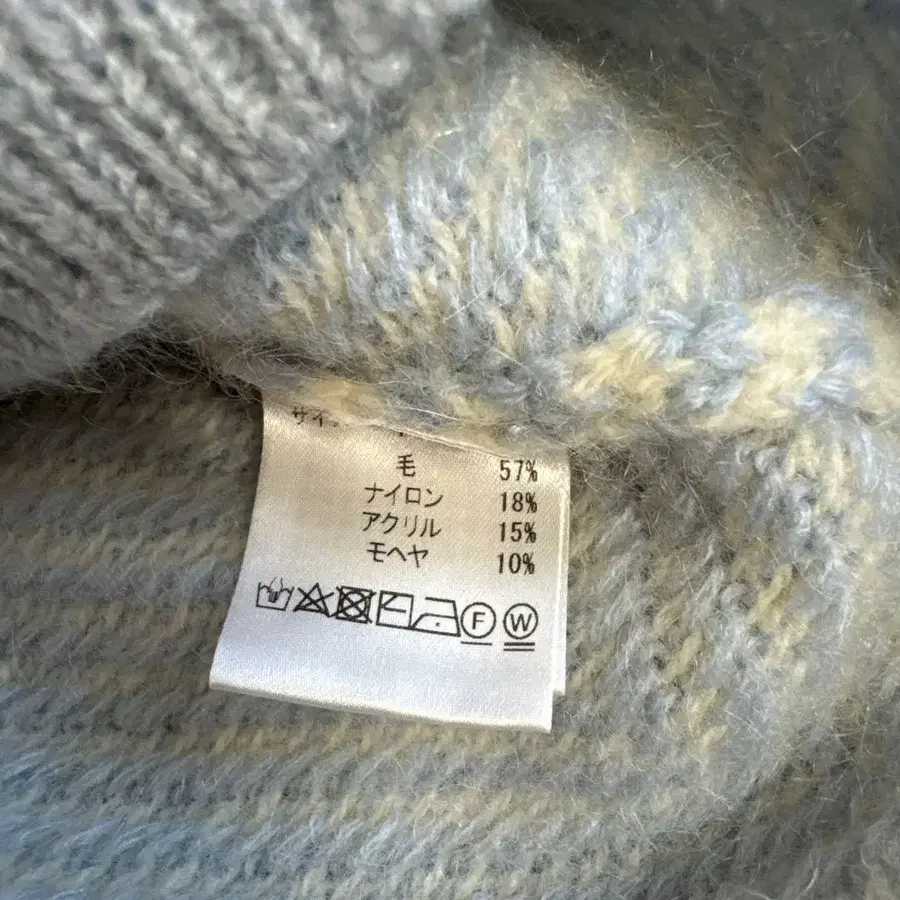 毛 57%
ナイロン 18%
アクリル 15%
モヘヤ 10%
F W